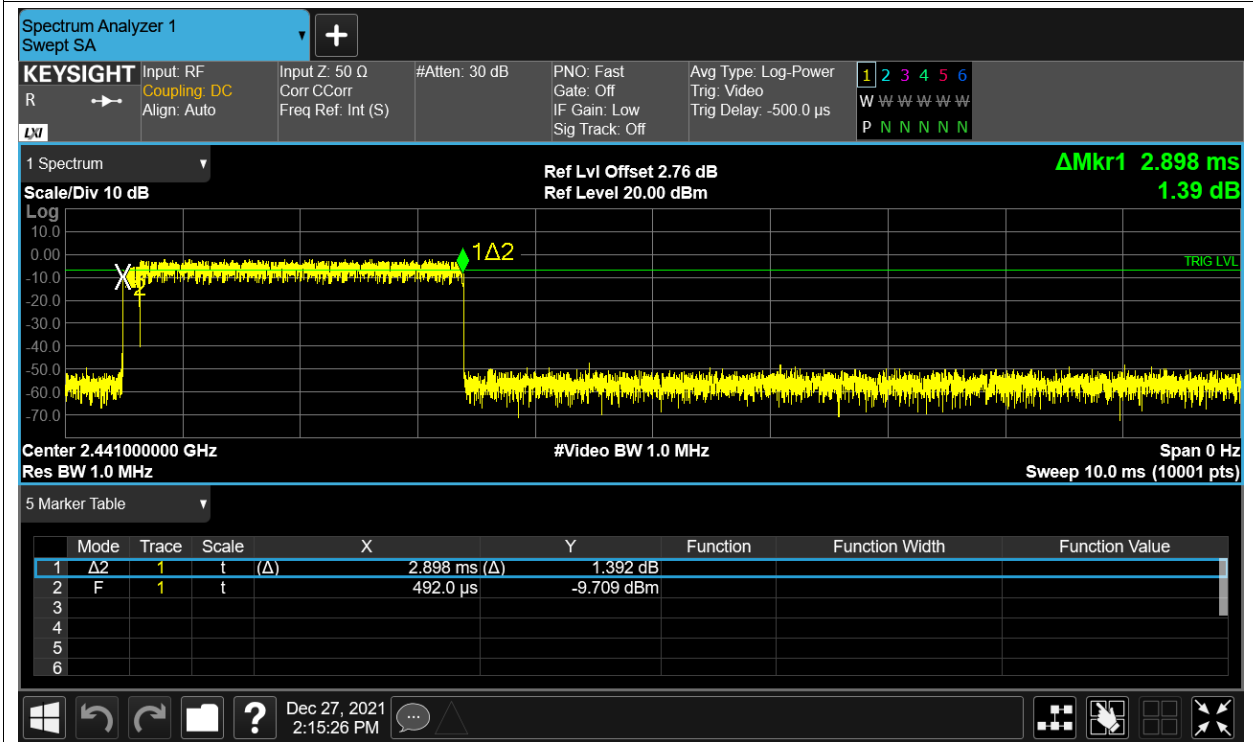 Spectrum Analyzer 1
Swept SA
KEYSIGHT
R
LXI
Input: RF
Coupling: DC
Align: Auto
Input Z: 50 Ω
Corr CCorr
Freq Ref: Int (S)
#Atten: 30 dB
PNO: Fast
Gate: Off
IF Gain: Low
Sig Track: Off
Avg Type: Log-Power
Trig: Video
Trig Delay: -500.0 µs
1 2 3 4 5 6
W W W W W W
P N N N N N
1 Spectrum
Scale/Div 10 dB
Ref Lvl Offset 2.76 dB
Ref Level 20.00 dBm
ΔMkr1 2.898 ms
1.39 dB
Log
10.0
0.00
-10.0
-20.0
-30.0
-40.0
-50.0
-60.0
-70.0
1Δ2
2
TRIG LVL
Center 2.441000000 GHz
Res BW 1.0 MHz
#Video BW 1.0 MHz
Span 0 Hz
Sweep 10.0 ms (10001 pts)
5 Marker Table
Mode Trace Scale X Y Function Function Width Function Value
1 Δ2 1 t (Δ) 2.898 ms (Δ) 1.392 dB
2 F 1 t 492.0 µs -9.709 dBm
3
4
5
6
?
Dec 27, 2021
2:15:26 PM